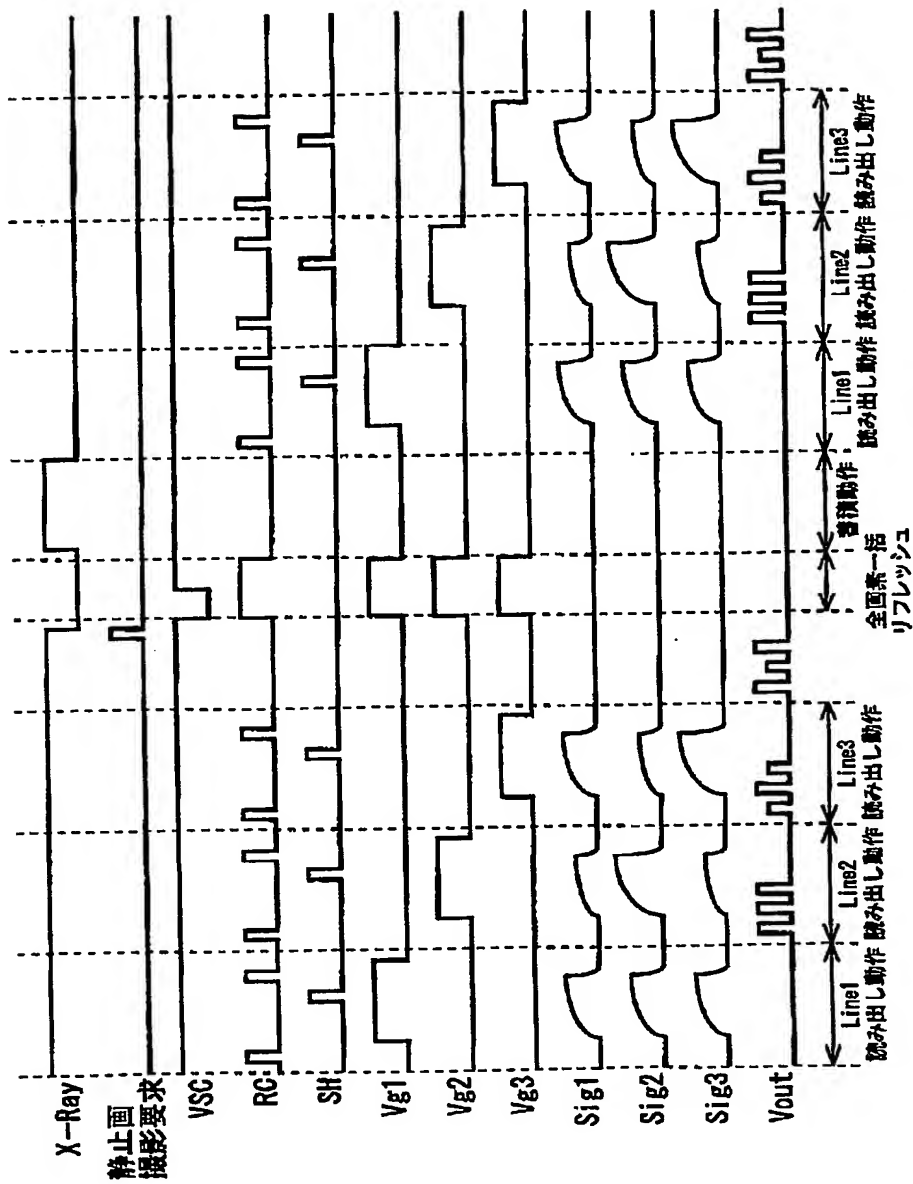 X-Ray
静止画
撮影要求
VSC
RC
SH
Vg1
Vg2
Vg3
Sig1
Sig2
Sig3
Vout
Line1
読み出し動作
Line2
読み出し動作
Line3
読み出し動作
全画素一括
リフレッシュ
蓄積動作
Line1
読み出し動作
Line2
読み出し動作
Line3
読み出し動作